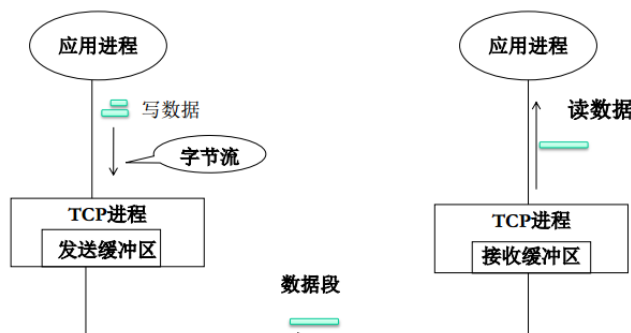 应用进程
应用进程
写数据
读数据
字节流
TCP进程
发送缓冲区
TCP进程
接收缓冲区
数据段